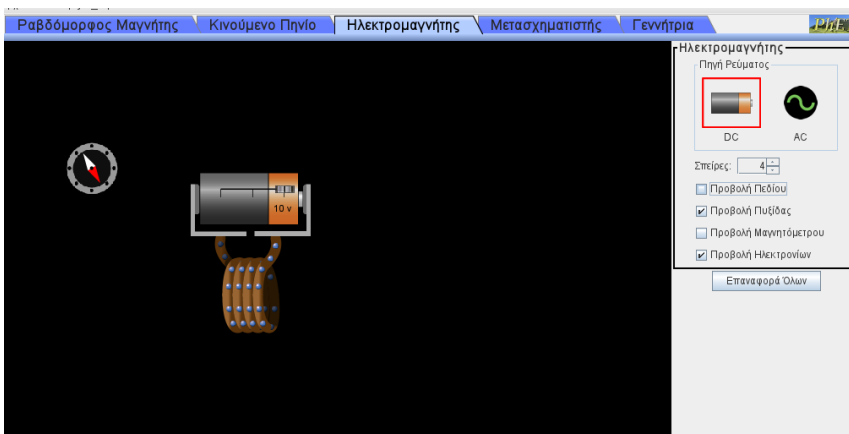 Ραβδόμορφος Μαγνήτης Κινούμενο Πηνίο Ηλεκτρομαγνήτης Μετασχηματιστής Γεννήτρια
Ηλεκτρομαγνήτης
Πηγή Ρεύματος
DC AC
Σπείρες: 4
Προβολή Πεδίου
Προβολή Πυξίδας
Προβολή Μαγνητόμετρου
Προβολή Ηλεκτρονίων
Επαναφορά Όλων
10 v